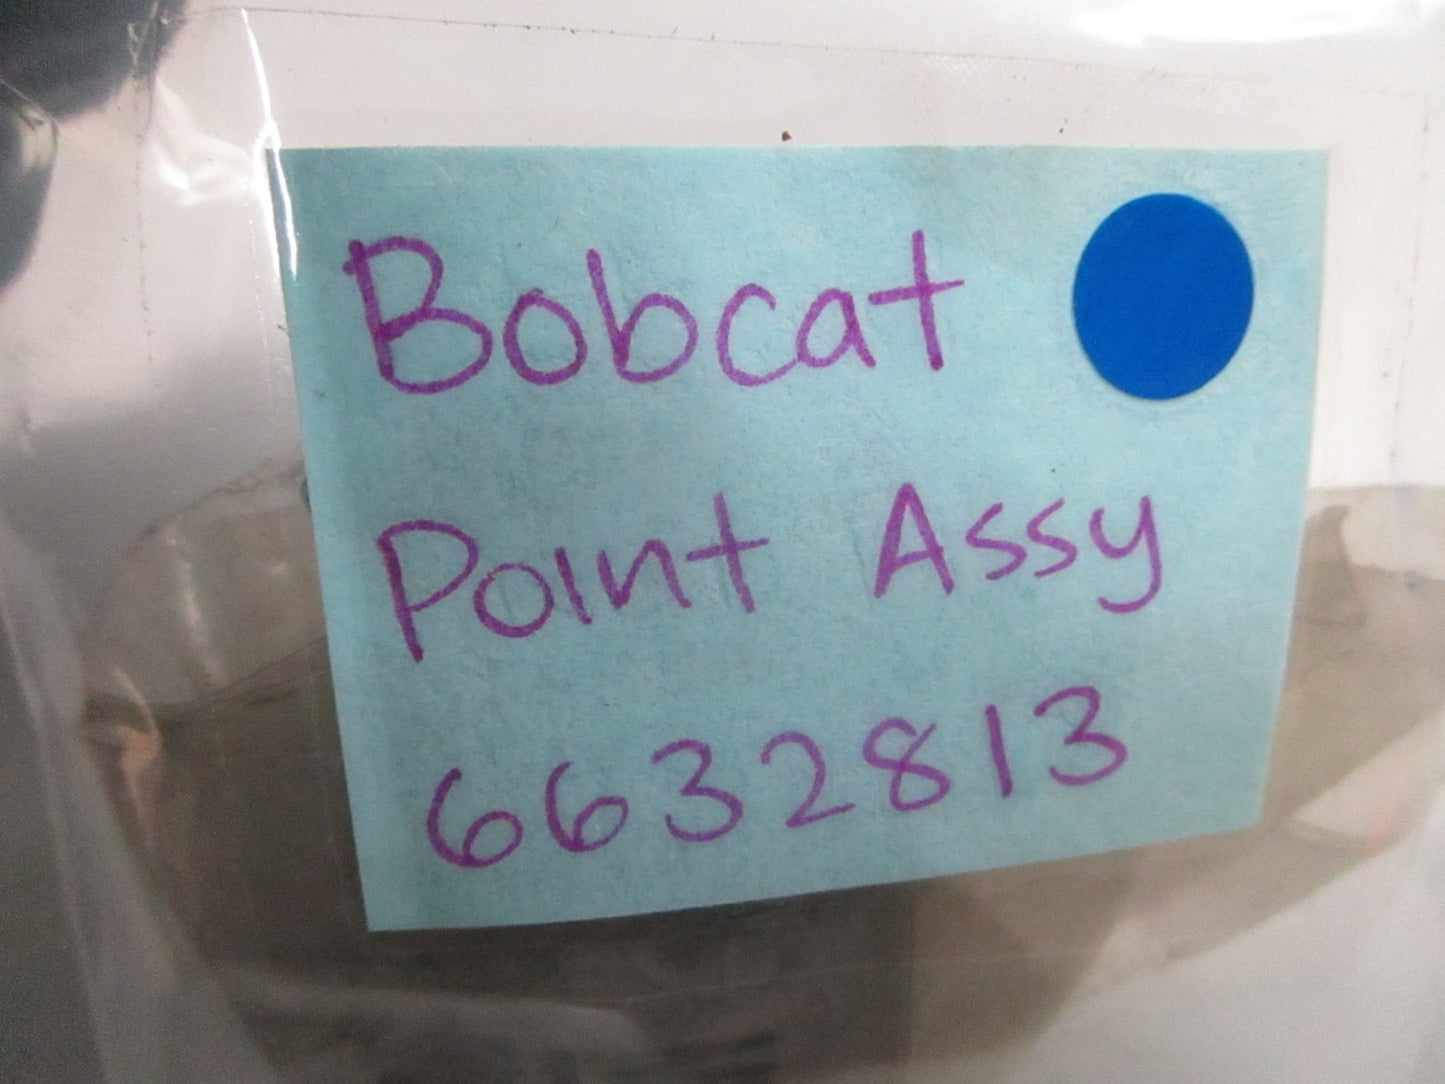 Bobcat
Point Assy
6632813